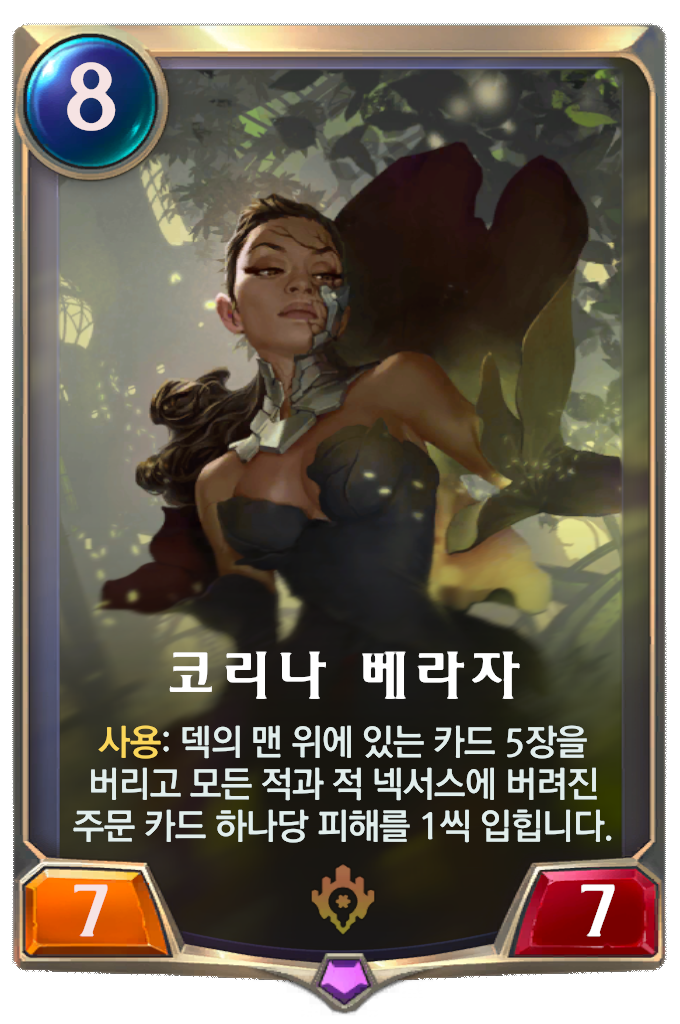 8
코리나 베라자
사용: 덱의 맨 위에 있는 카드 5장을
버리고 모든 적과 적 넥서스에 버려진
주문 카드 하나당 피해를 1씩 입힙니다.
7
7